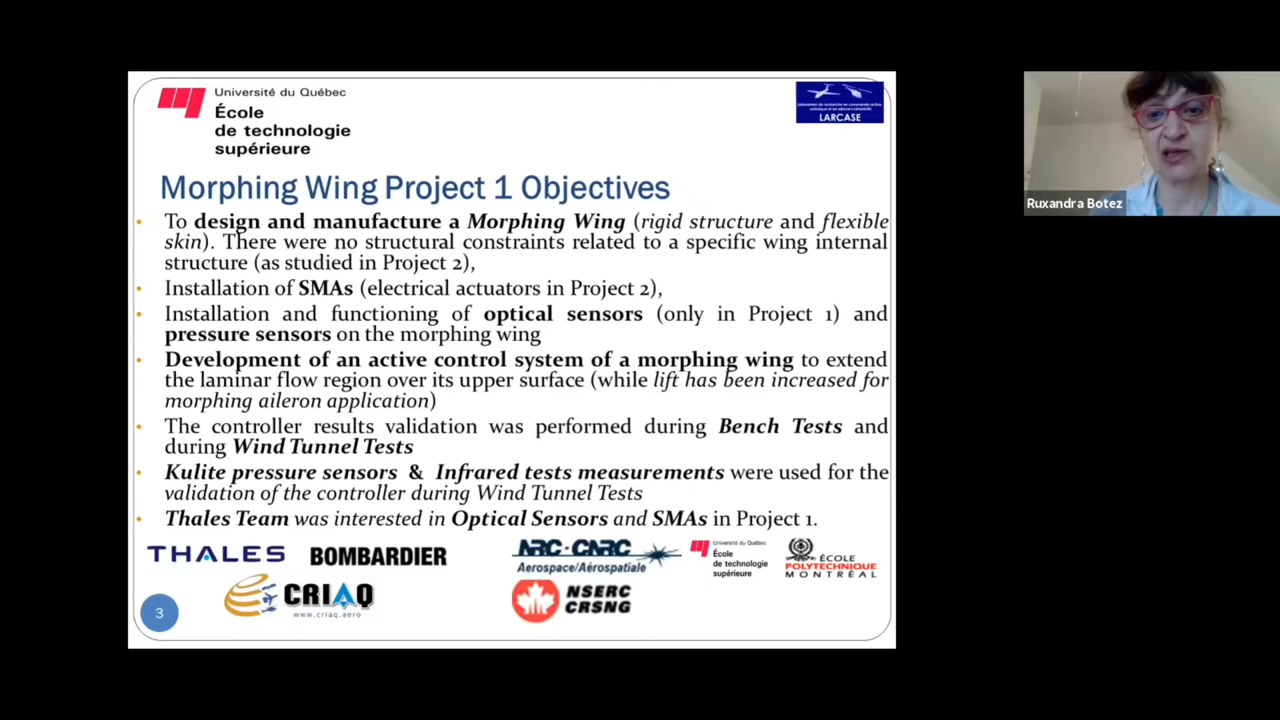 Université du Québec
École
de technologie
supérieure
LARCASE
Morphing Wing Project 1 Objectives
• To design and manufacture a Morphing Wing (rigid structure and flexible
skin). There were no structural constraints related to a specific wing internal
structure (as studied in Project 2),
• Installation of SMAs (electrical actuators in Project 2),
• Installation and functioning of optical sensors (only in Project 1) and
pressure sensors on the morphing wing
• Development of an active control system of a morphing wing to extend
the laminar flow region over its upper surface (while lift has been increased for
morphing aileron application)
• The controller results validation was performed during Bench Tests and
during Wind Tunnel Tests
• Kulite pressure sensors & Infrared tests measurements were used for the
validation of the controller during Wind Tunnel Tests
• Thales Team was interested in Optical Sensors and SMAs in Project 1.
THALES
BOMBARDIER
NRC·CNRC
Aerospace/Aérospatiale
Université du Québec
École
de technologie
supérieure
ÉCOLE
POLYTECHNIQUE
MONTRÉAL
CRIAQ
www.criaq.aero
NSERC
CRSNG
3
Ruxandra Botez